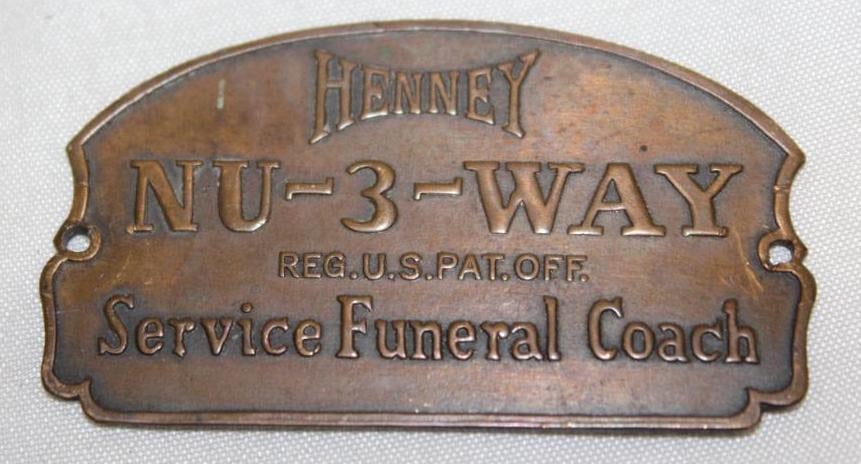 HENNEY
NU-3-WAY
REG.U.S.PAT.OFF.
Service Funeral Coach